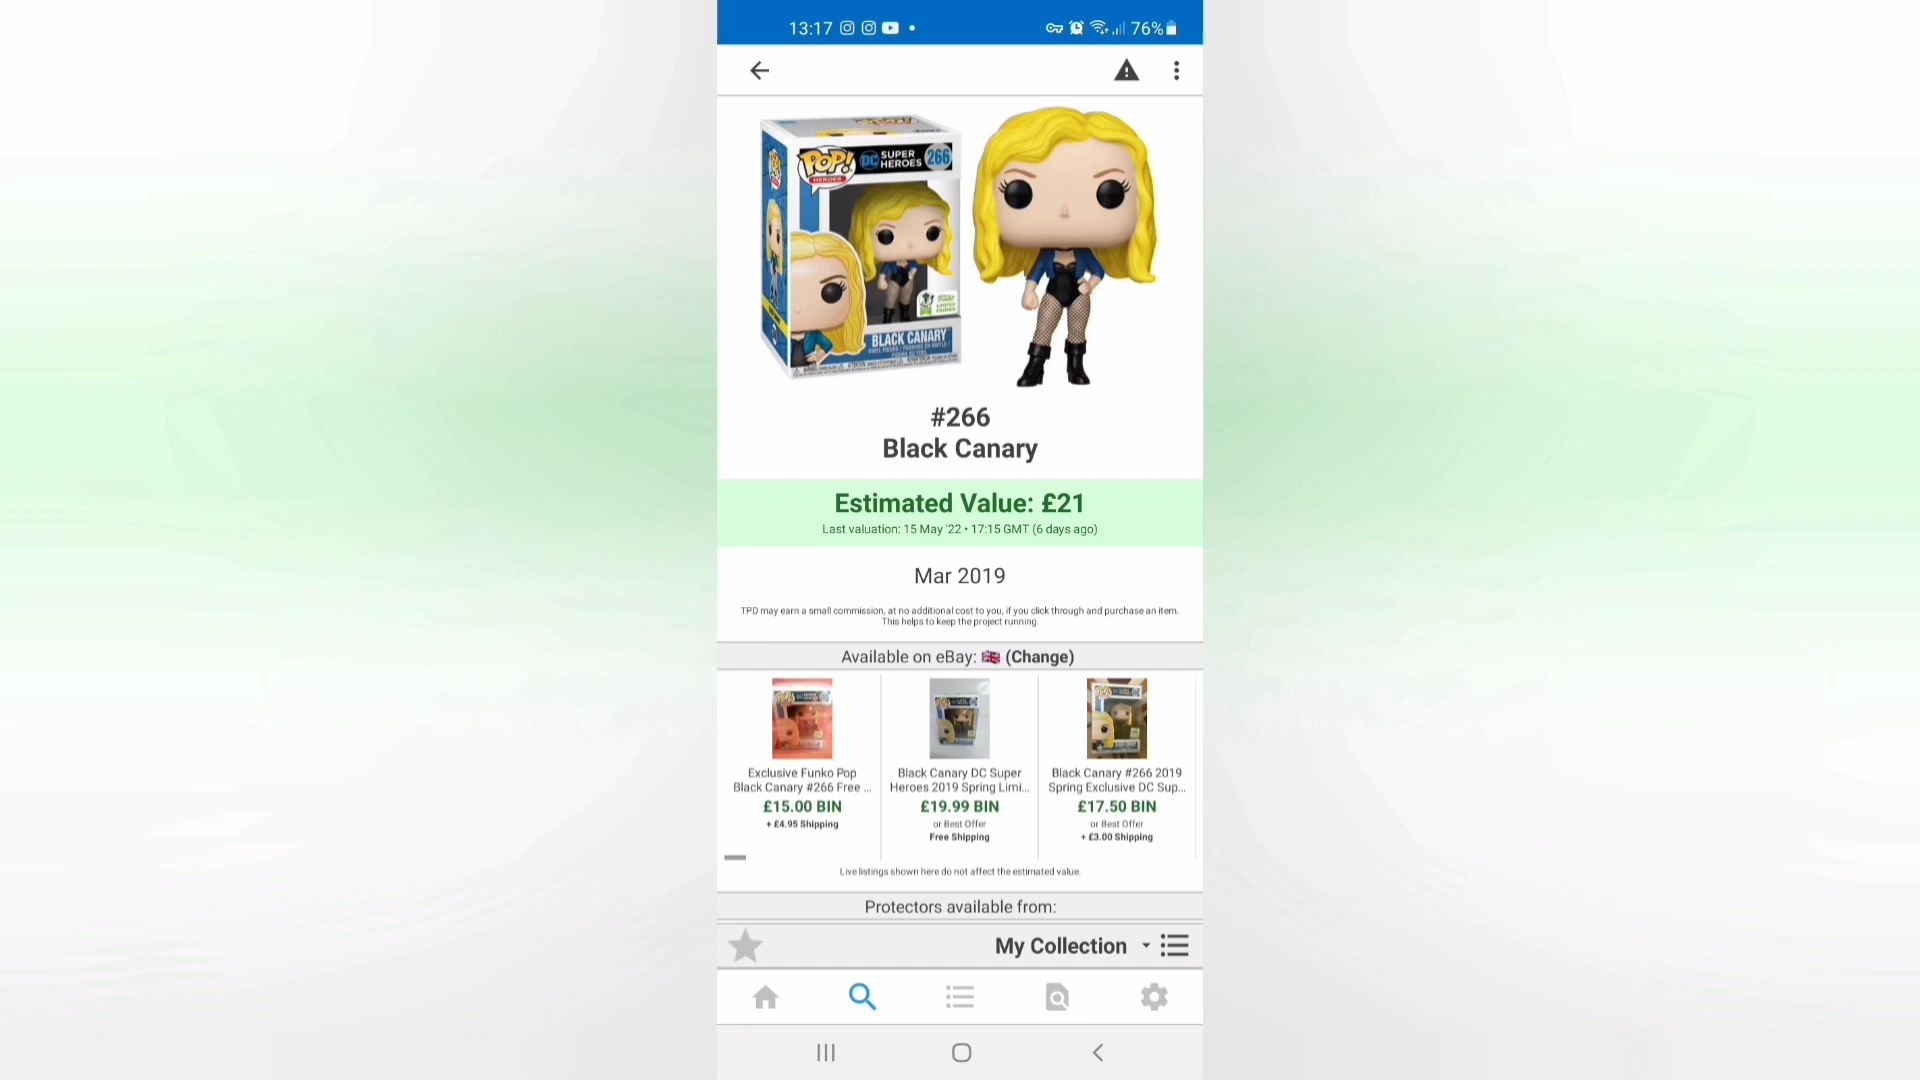 13:17
76%
POP!
HEROES
DC SUPER HEROES
266
BLACK CANARY
#266
Black Canary
Estimated Value: £21
Last valuation: 15 May '22 • 17:15 GMT (6 days ago)
Mar 2019
TPD may earn a small commission, at no additional cost to you, if you click through and purchase an item.
This helps to keep the project running.
Available on eBay: (Change)
Exclusive Funko Pop
Black Canary #266 Free ...
£15.00 BIN
+ £4.95 Shipping
Black Canary DC Super
Heroes 2019 Spring Limi...
£19.99 BIN
or Best Offer
Free Shipping
Black Canary #266 2019
Spring Exclusive DC Sup...
£17.50 BIN
or Best Offer
+ £3.00 Shipping
Live listings shown here do not affect the estimated value.
Protectors available from:
My Collection